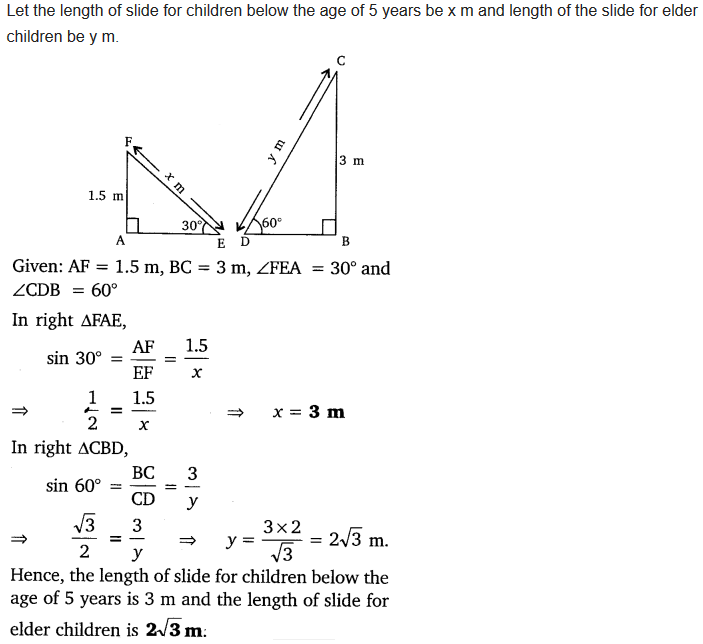 Let the length of slide for children below the age of 5 years be x m and length of the slide for elder
children be y m.
C
F
x m
y m
3 m
1.5 m
30°
60°
A
E
D
B
Given: AF = 1.5 m, BC = 3 m, ∠FEA = 30° and
∠CDB = 60°
In right ΔFAE,
sin 30° = AF/EF = 1.5/x
⇒ 1/2 = 1.5/x ⇒ x = 3 m
In right ΔCBD,
sin 60° = BC/CD = 3/y
⇒ √3/2 = 3/y ⇒ y = 3×2/√3 = 2√3 m.
Hence, the length of slide for children below the
age of 5 years is 3 m and the length of slide for
elder children is 2√3 m: